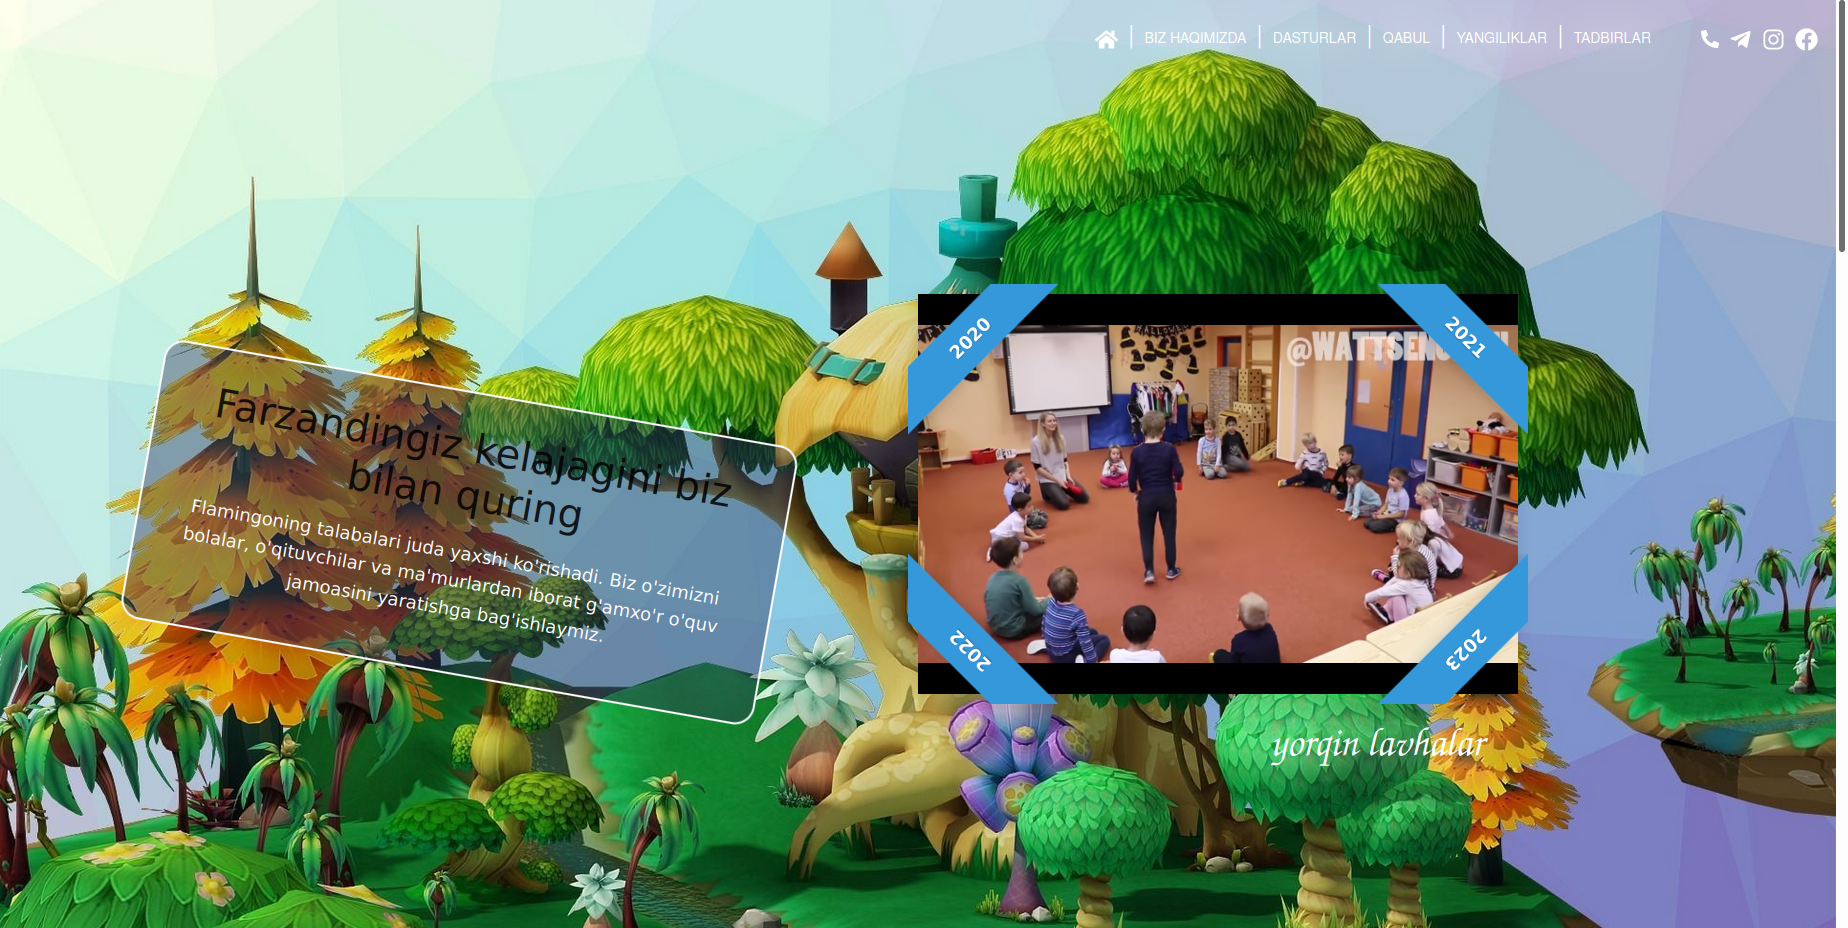 BIZ HAQIMIZDA
DASTURLAR
QABUL
YANGILIKLAR
TADBIRLAR
Farzandingiz kelajagini biz
bilan quring
Flamingoning talabalari juda yaxshi ko'rishadi. Biz o'zimizni
bolalar, o'qituvchilar va ma'murlardan iborat g'amxo'r o'quv
jamoasini yaratishga bag'ishlaymiz.
2020
2021
2022
2023
yorqin lavhalar